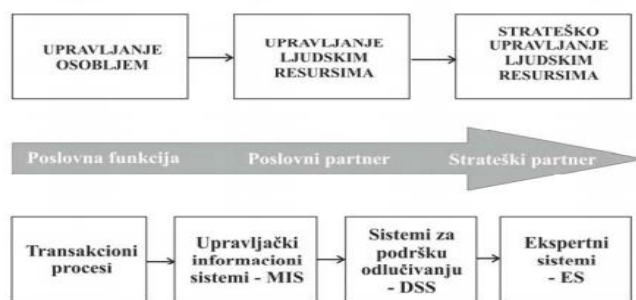 UPRAVLJANJE
OSOBLJEM
UPRAVLJANJE
LJUDSKIM
RESURSIMA
STRATEŠKO
UPRAVLJANJE
LJUDSKIM
RESURSIMA
Poslovna funkcija
Poslovni partner
Strateški partner
Transakcioni
procesi
Upravljački
informacioni
sistemi - MIS
Sistemi za
podršku
odlučivanju
- DSS
Ekspertni
sistemi
- ES